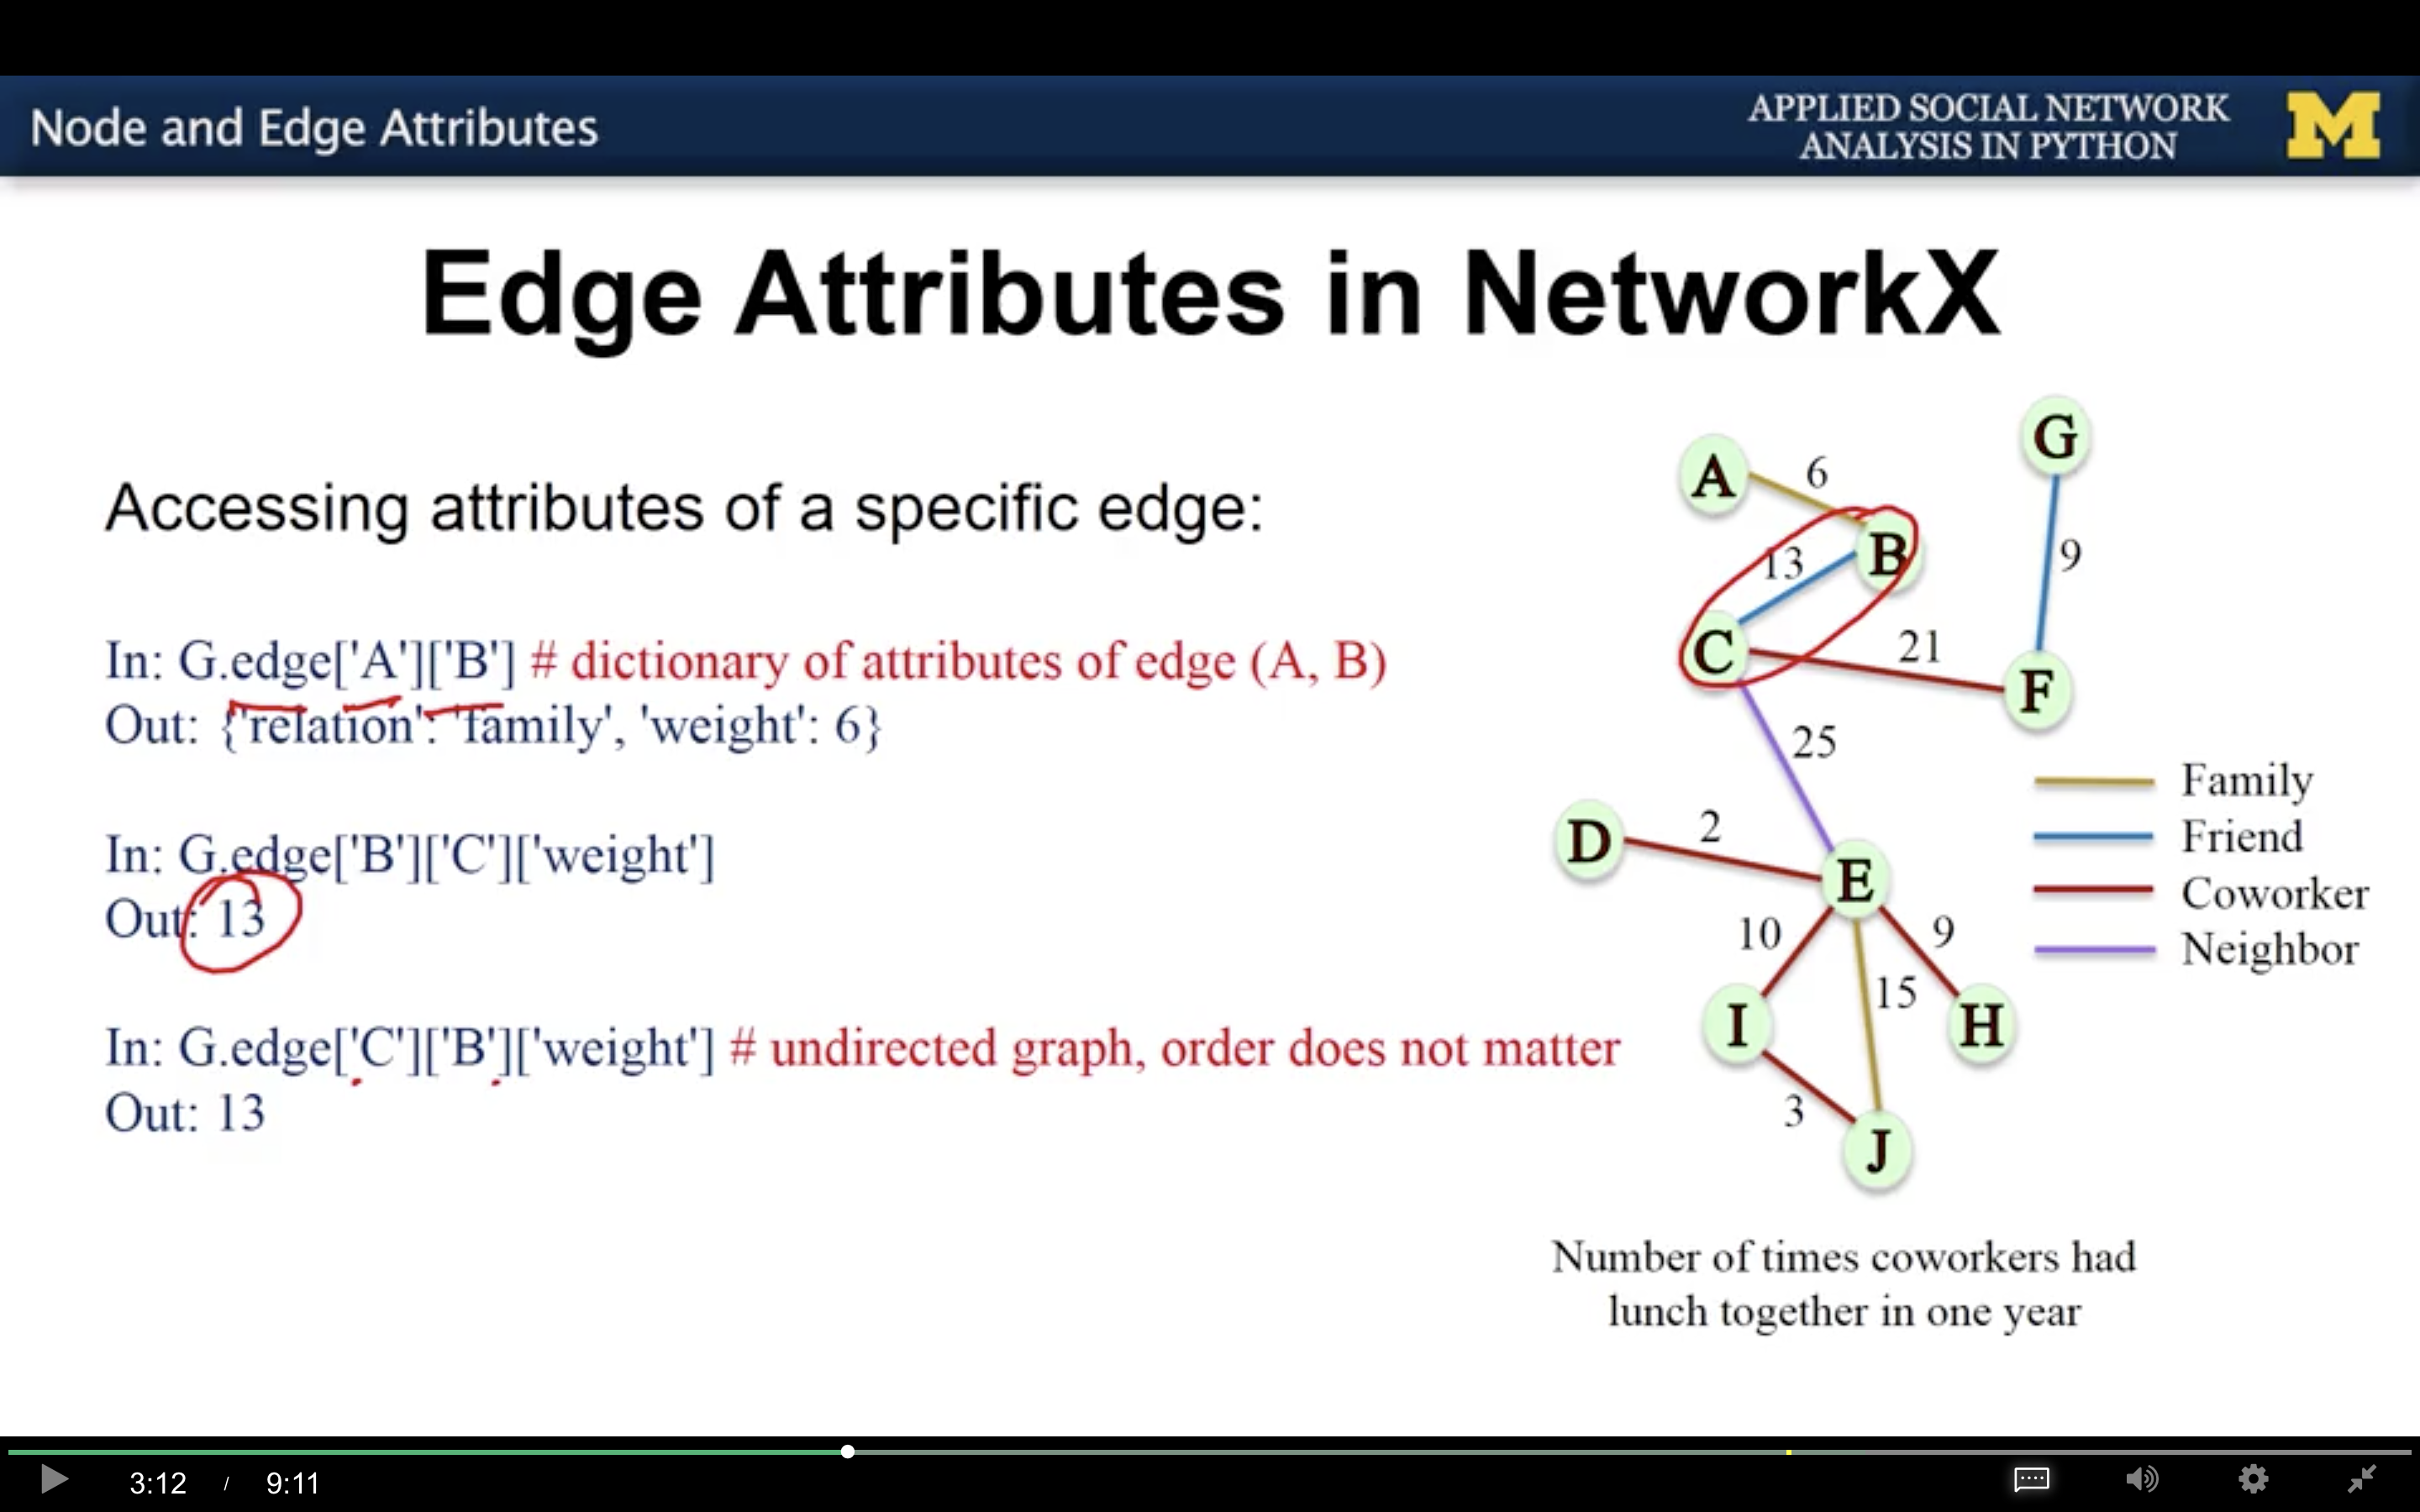 Node and Edge Attributes
APPLIED SOCIAL NETWORK
ANALYSIS IN PYTHON
M
Edge Attributes in NetworkX
Accessing attributes of a specific edge:
In: G.edge['A']['B'] # dictionary of attributes of edge (A, B)
Out: {'relation': 'family', 'weight': 6}
In: G.edge['B']['C']['weight']
Out: 13
In: G.edge['C']['B']['weight'] # undirected graph, order does not matter
Out: 13
G
A
6
B
9
13
C
21
F
25
Family
Friend
Coworker
Neighbor
D
2
E
10
9
15
I
H
3
J
Number of times coworkers had
lunch together in one year
3:12 / 9:11